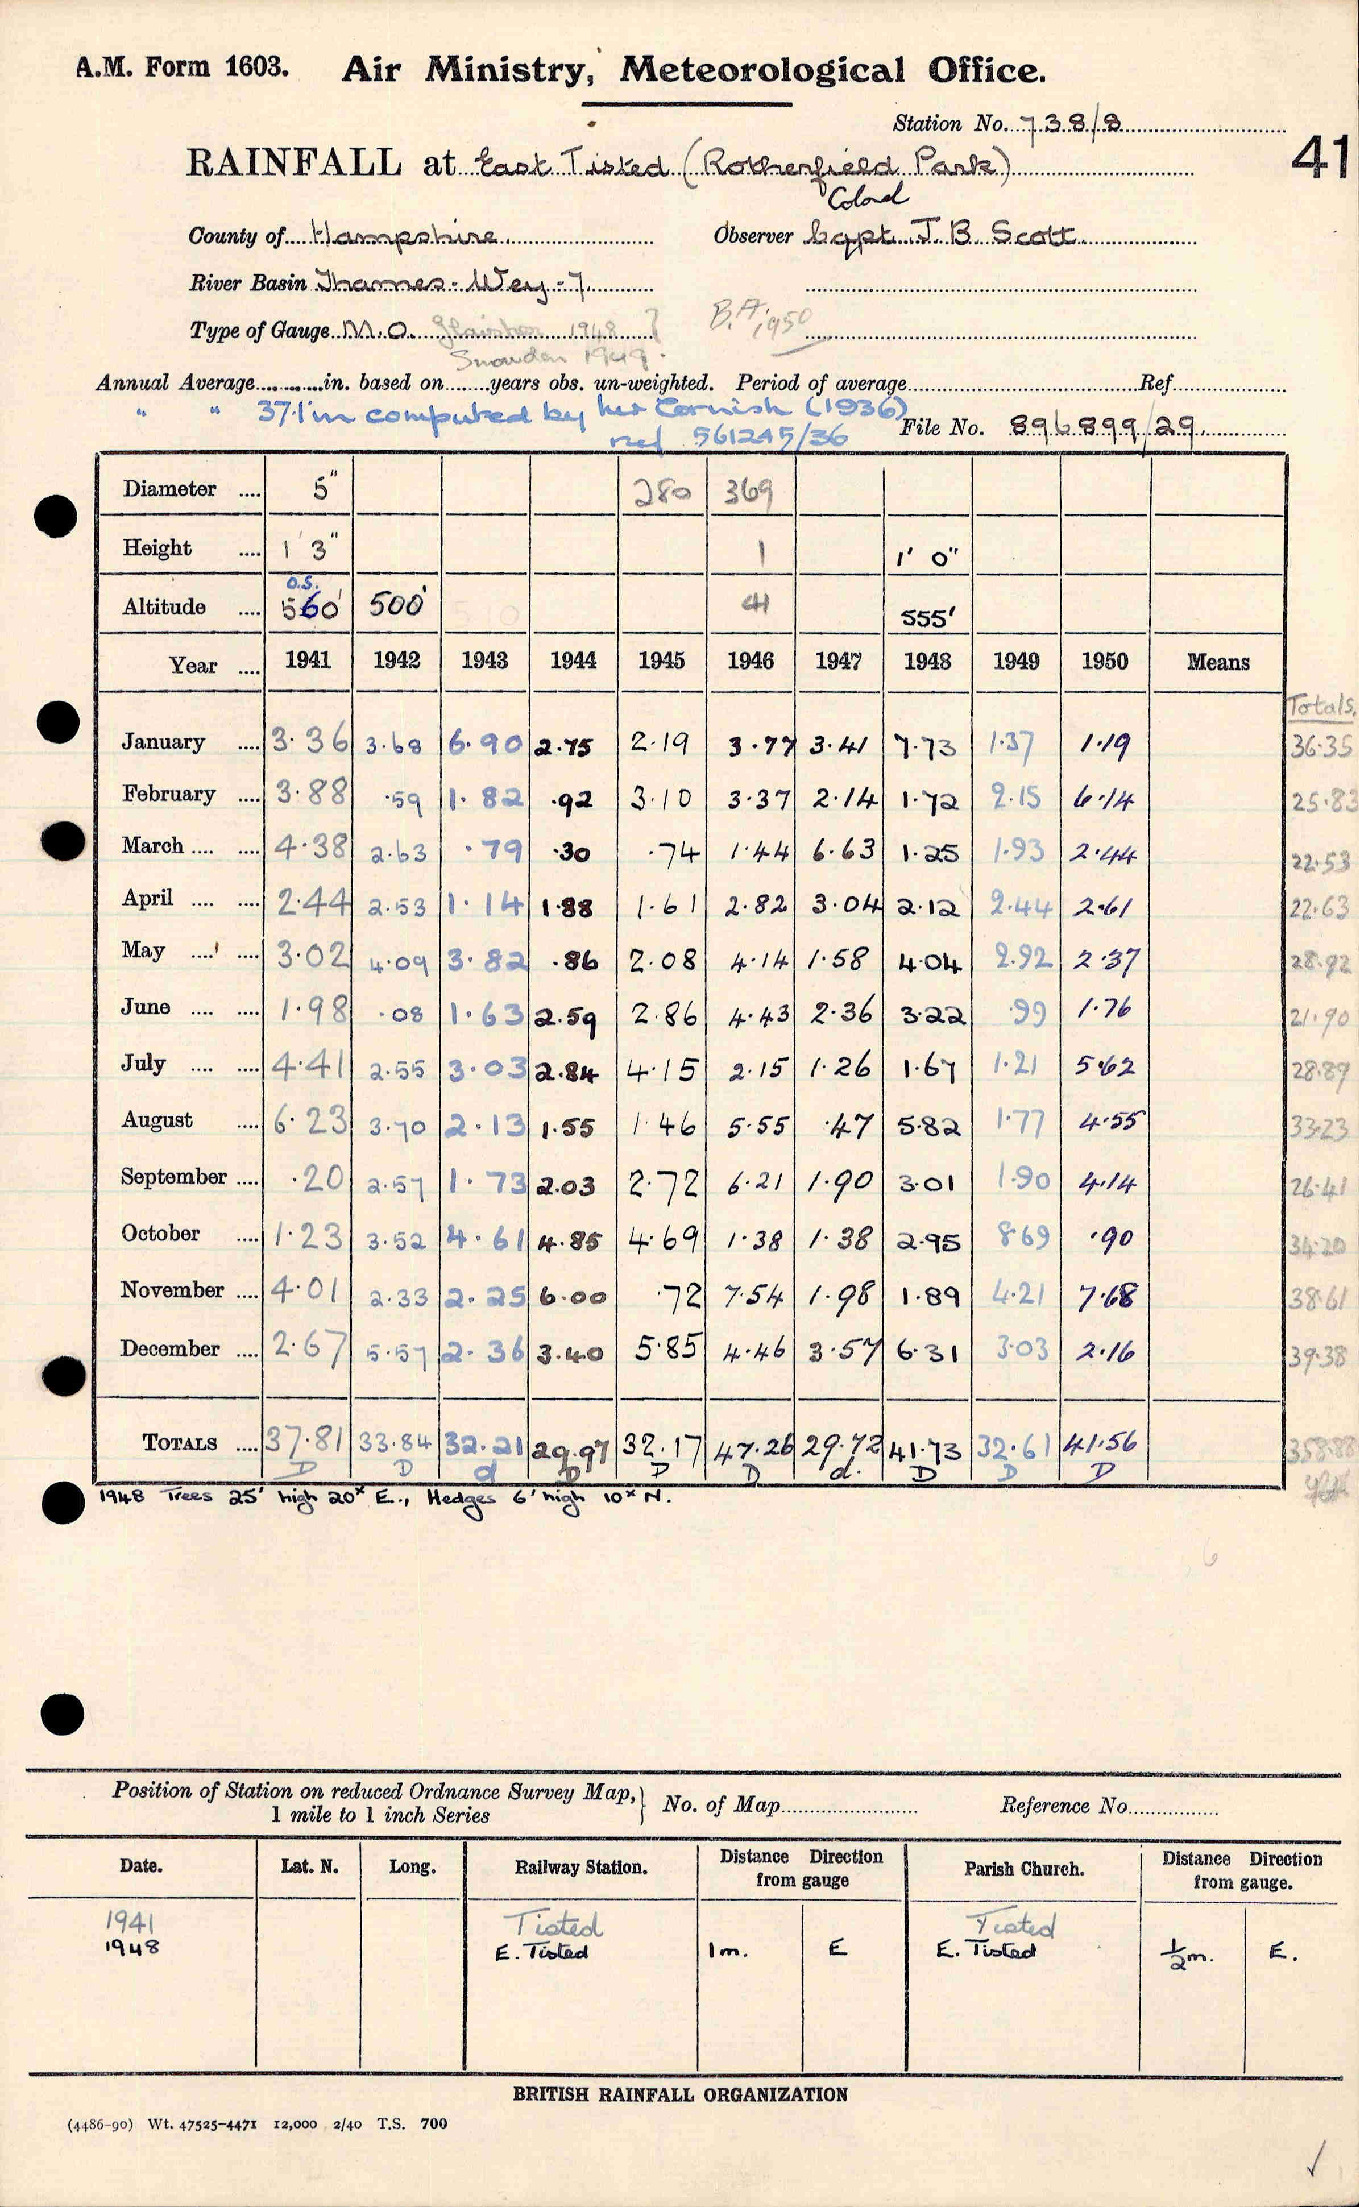 A.M. Form 1603. Air Ministry, Meteorological Office.
Station No. 738/8
41
RAINFALL at East Tisted (Rotherfield Park)
Colonel
County of Hampshire Observer Capt J. B. Scott
River Basin Thames - Wey - 7
Type of Gauge M.O. Glaisher 1948 B.A. 1950
Snowdon 1949.
Annual Average in. based on years obs. un-weighted. Period of average Ref
" " 37.1 in computed by Cornish (1936) File No. 896899/29
ref 561245/36
Diameter 5" 280 369
Height 1 3" 1 1' 0"
O.S.
Altitude 560' 500' 510 41 555'
Year 1941 1942 1943 1944 1945 1946 1947 1948 1949 1950 Means
Totals.
January 3.36 3.68 6.90 2.75 2.19 3.77 3.41 7.73 1.37 1.19 36.35
February 3.88 .59 1.82 .92 3.10 3.37 2.14 1.72 2.15 6.14 25.83
March 4.38 2.63 .79 .30 .74 1.44 6.63 1.25 1.93 2.44 22.53
April 2.44 2.53 1.14 1.88 1.61 2.82 3.04 2.12 2.44 2.61 22.63
May 3.02 4.09 3.82 .86 2.08 4.14 1.58 4.04 2.92 2.37 28.92
June 1.98 .08 1.63 2.59 2.86 4.43 2.36 3.22 .99 1.76 21.90
July 4.41 2.55 3.03 2.84 4.15 2.15 1.26 1.67 1.21 5.62 28.89
August 6.23 3.70 2.13 1.55 1.46 5.55 .47 5.82 1.77 4.55 33.23
September .20 2.57 1.73 2.03 2.72 6.21 1.90 3.01 1.90 4.14 26.41
October 1.23 3.52 4.61 4.85 4.69 1.38 1.38 2.95 8.69 .90 34.20
November 4.01 2.33 2.25 6.00 .72 7.54 1.98 1.89 4.21 7.68 38.61
December 2.67 5.57 2.36 3.40 5.85 4.46 3.57 6.31 3.03 2.16 39.38
TOTALS 37.81 33.84 32.21 29.97 32.17 47.26 29.72 41.73 32.61 41.56 358.88
D D d D D D d. D D D
1948 Trees 25' high 20x E., Hedges 6' high 10x N.
Position of Station on reduced Ordnance Survey Map, 1 mile to 1 inch Series No. of Map Reference No
Date. Lat. N. Long. Railway Station. Distance Direction from gauge Parish Church. Distance Direction from gauge.
1941 Tisted Tisted
1948 E. Tisted 1m. E E. Tisted ½m. E.
BRITISH RAINFALL ORGANIZATION
(4486-90) Wt. 47525-4471 12,000 2/40 T.S. 700